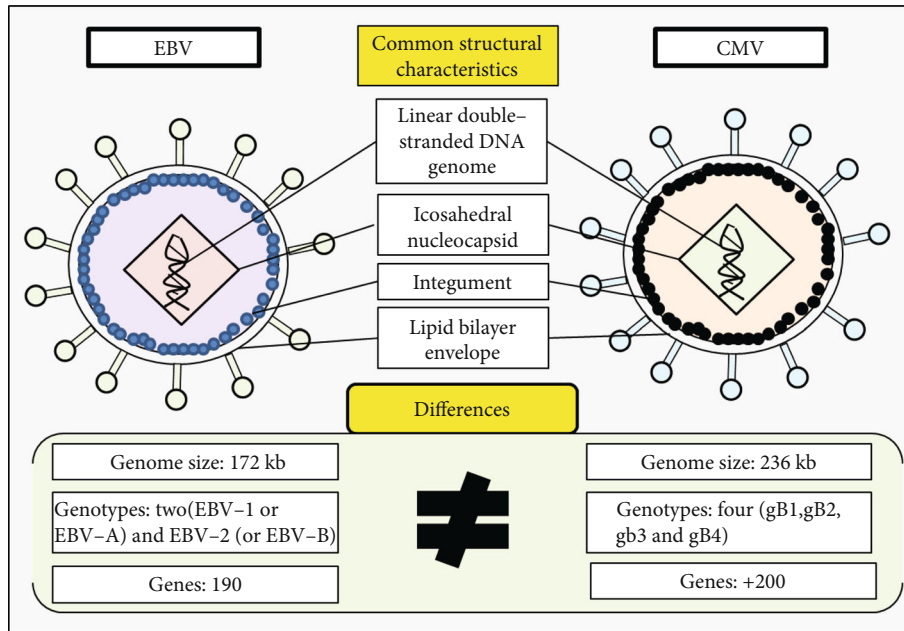 EBV
Common structural
characteristics
CMV
Linear double–
stranded DNA
genome
Icosahedral
nucleocapsid
Integument
Lipid bilayer
envelope
Differences
Genome size: 172 kb
Genotypes: two(EBV–1 or
EBV–A) and EBV–2 (or EBV–B)
Genes: 190
Genome size: 236 kb
Genotypes: four (gB1,gB2,
gb3 and gB4)
Genes: +200